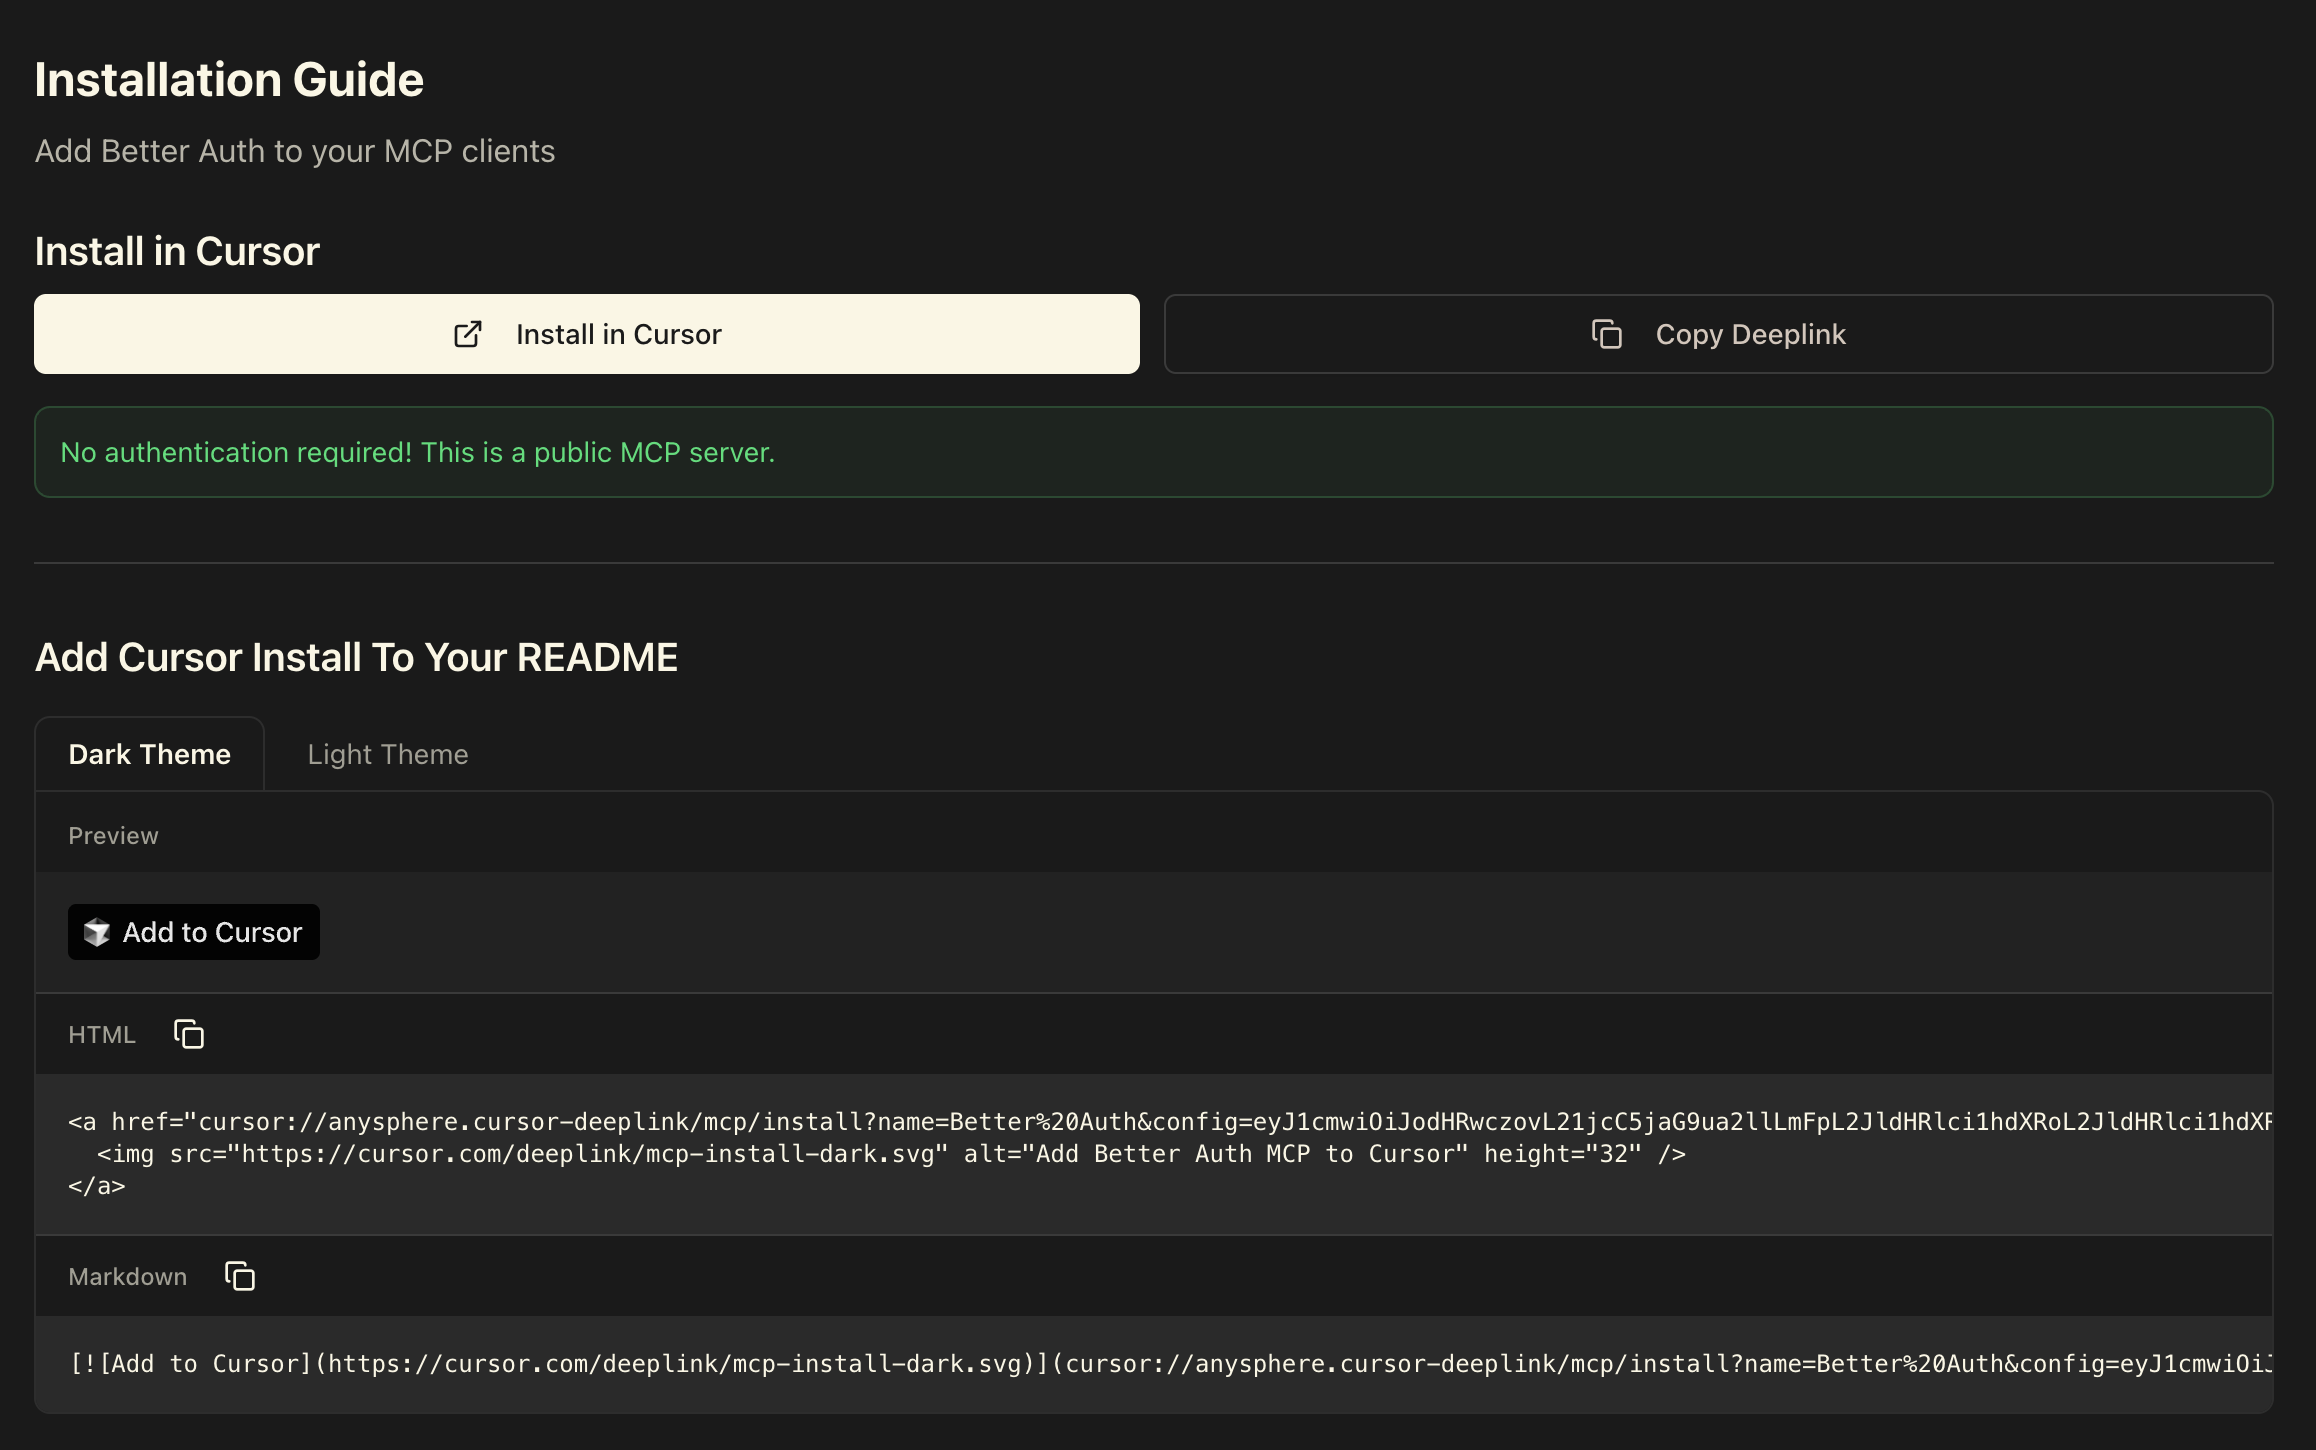 Installation Guide
Add Better Auth to your MCP clients
Install in Cursor
Install in Cursor
Copy Deeplink
No authentication required! This is a public MCP server.
Add Cursor Install To Your README
Dark Theme
Light Theme
Preview
Add to Cursor
HTML
<a href="cursor://anysphere.cursor-deeplink/mcp/install?name=Better%20Auth&config=eyJ1cmwiOiJodHRwczovL21jcC5jaG9ua2llLmFpL2JldHRlci1hdXRoL2JldHRlci1hdXR
<img src="https://cursor.com/deeplink/mcp-install-dark.svg" alt="Add Better Auth MCP to Cursor" height="32" />
</a>
Markdown
[![Add to Cursor](https://cursor.com/deeplink/mcp-install-dark.svg)](cursor://anysphere.cursor-deeplink/mcp/install?name=Better%20Auth&config=eyJ1cmwiOiJ